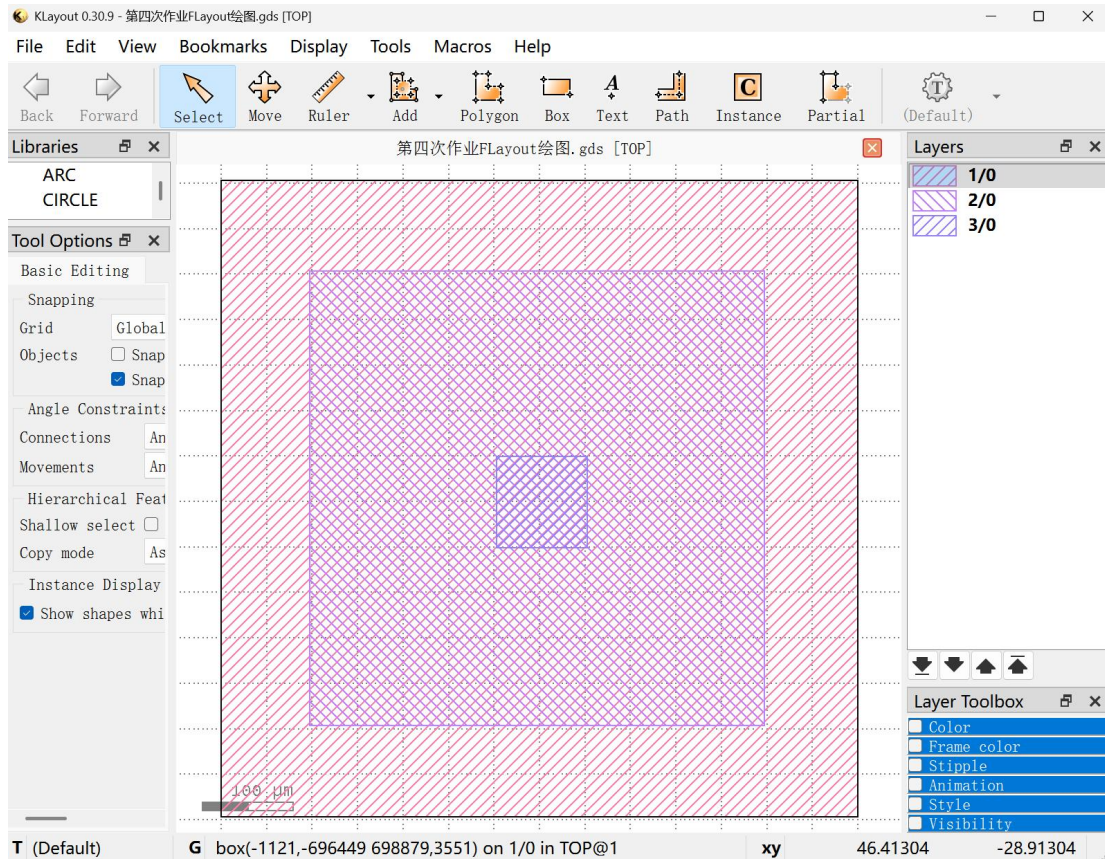 KLayout 0.30.9 - 第四次作业FLayout绘图.gds [TOP]
File Edit View Bookmarks Display Tools Macros Help
Back Forward Select Move Ruler Add Polygon Box Text Path Instance Partial (Default)
Libraries
ARC
CIRCLE
Tool Options
Basic Editing
Snapping
Grid Global
Objects Snap
Snap
Angle Constraints
Connections An
Movements An
Hierarchical Feat
Shallow select
Copy mode As
Instance Display
Show shapes whi
第四次作业FLayout绘图.gds [TOP]
100 µm
Layers
1/0
2/0
3/0
Layer Toolbox
Color
Frame color
Stipple
Animation
Style
Visibility
T (Default) G box(-1121,-696449 698879,3551) on 1/0 in TOP@1 xy 46.41304 -28.91304